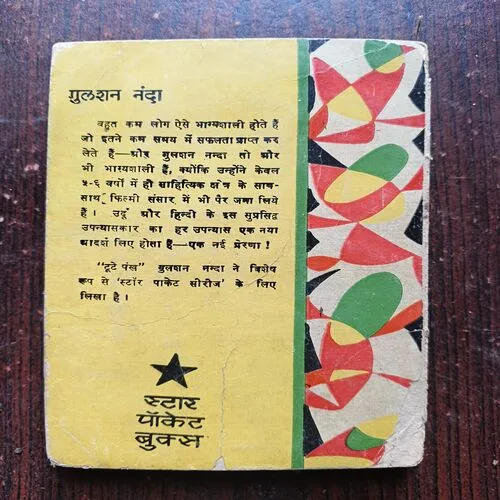 गुलशन नंदा
बहुत कम लोग ऐसे भाग्यशाली होते हैं
जो इतने कम समय में सफलता प्राप्त कर
लेते हैं—और गुलशन नन्दा तो और
भी भाग्यशाली हैं, क्योंकि उन्होंने केवल
५-६ वर्षों में ही साहित्यिक क्षेत्र के साथ-
साथ फिल्मी संसार में भी पैर जमा लिये
हैं । उर्दू और हिन्दी के इस सुप्रसिद्ध
उपन्यासकार का हर उपन्यास एक नया
आदर्श लिए होता है—एक नई प्रेरणा !
"टूटे पंख" गुलशन नन्दा ने विशेष
रूप से 'स्टार पाकेट सीरीज' के लिए
लिखा है ।
स्टार
पॉकेट
बुक्स